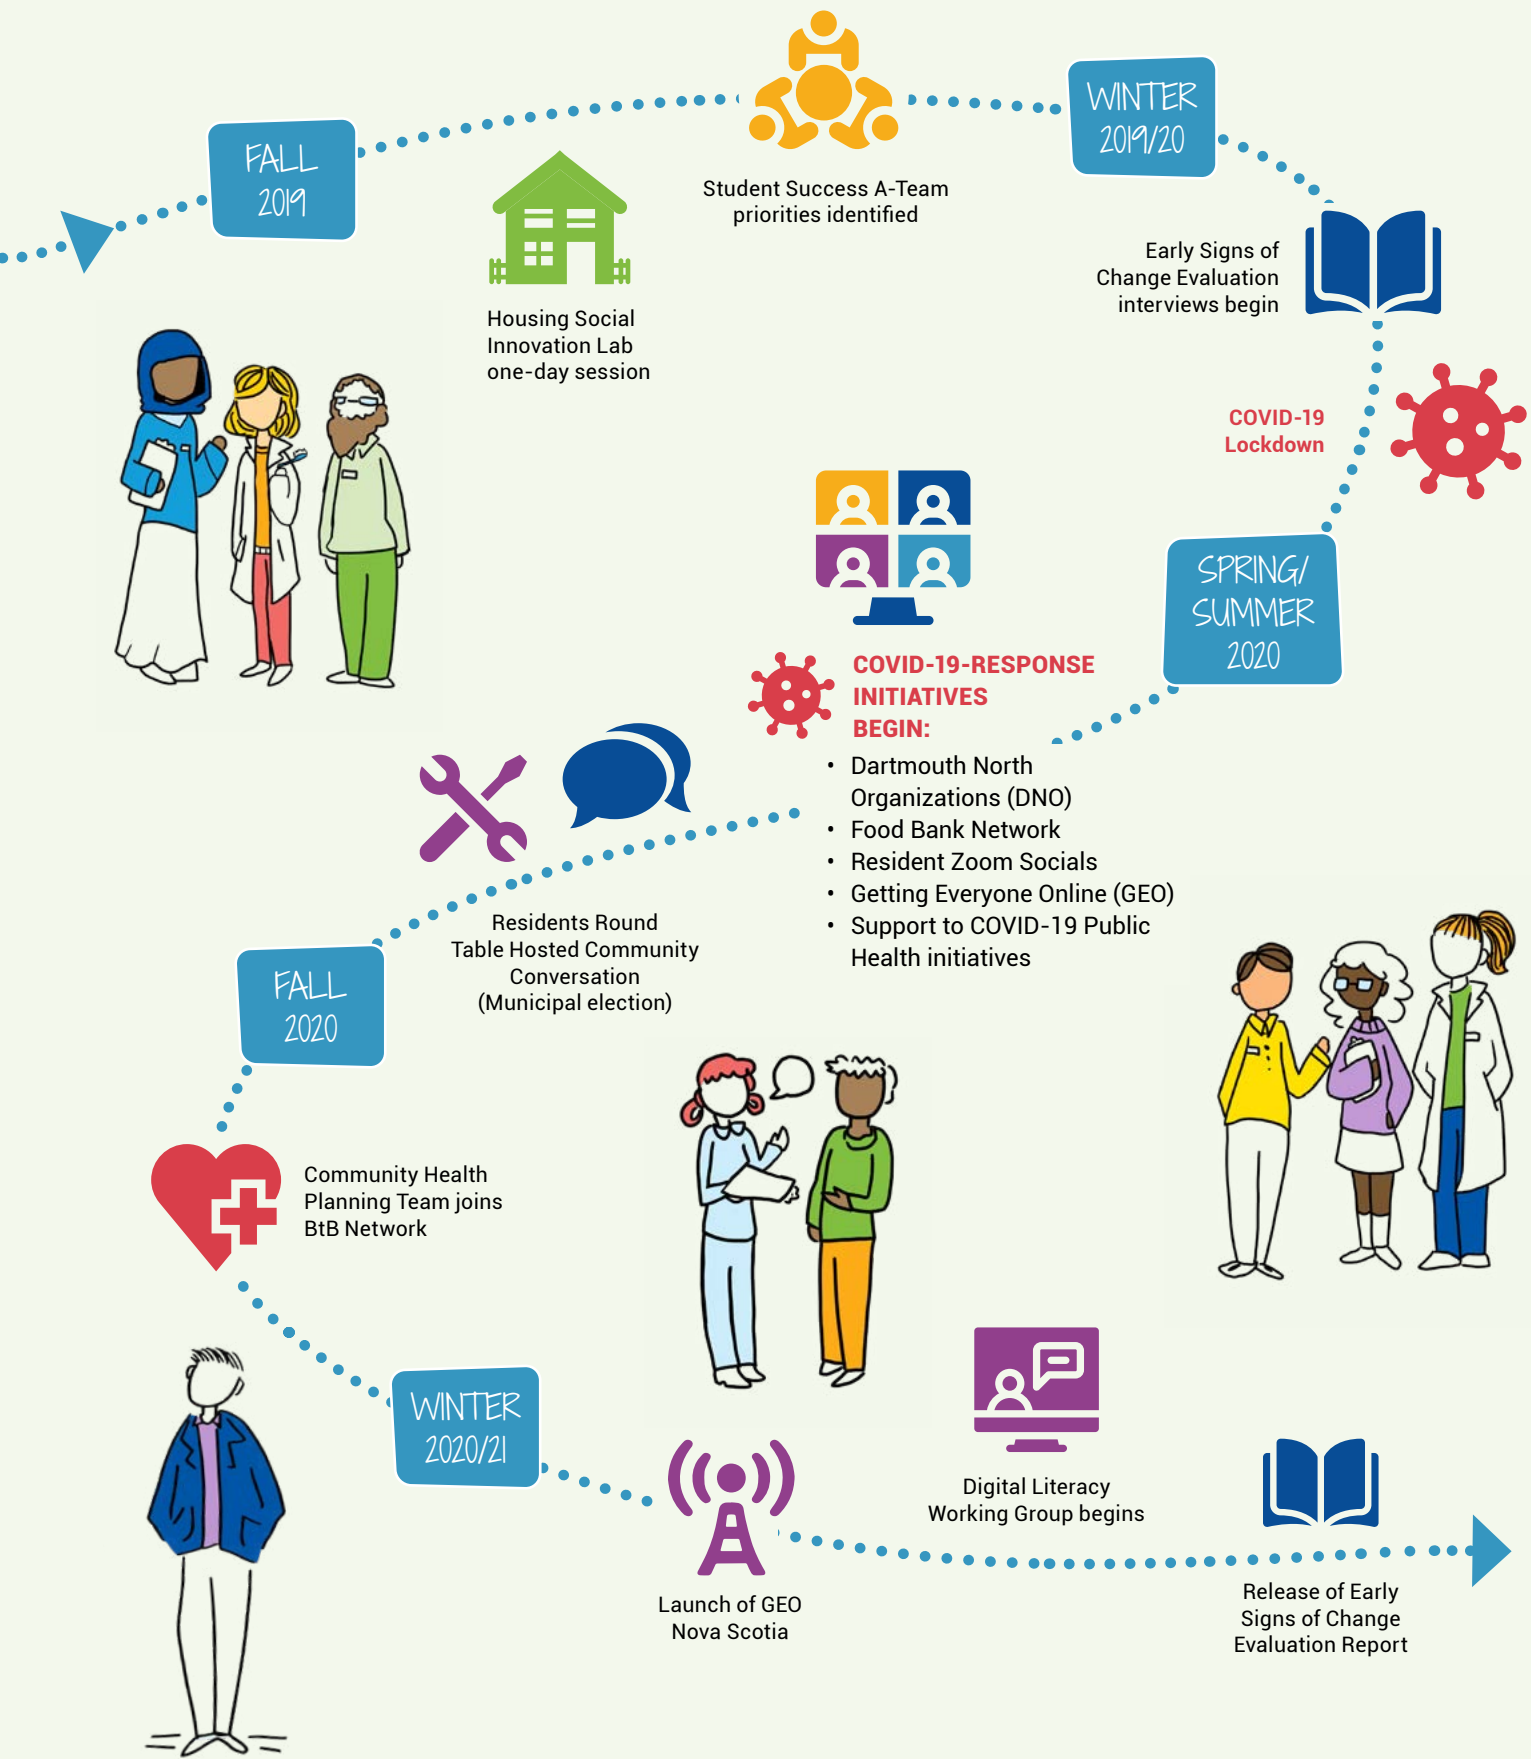 FALL
2019
Housing Social
Innovation Lab
one-day session
Student Success A-Team
priorities identified
WINTER
2019/20
Early Signs of
Change Evaluation
interviews begin
COVID-19
Lockdown
SPRING/
SUMMER
2020
COVID-19-RESPONSE
INITIATIVES
BEGIN:
• Dartmouth North
Organizations (DNO)
• Food Bank Network
• Resident Zoom Socials
• Getting Everyone Online (GEO)
• Support to COVID-19 Public
Health initiatives
Residents Round
Table Hosted Community
Conversation
(Municipal election)
FALL
2020
Community Health
Planning Team joins
BtB Network
WINTER
2020/21
Launch of GEO
Nova Scotia
Digital Literacy
Working Group begins
Release of Early
Signs of Change
Evaluation Report